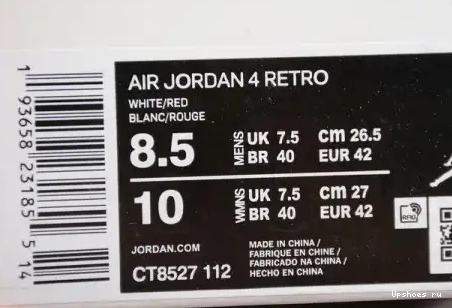 AIR JORDAN 4 RETRO
WHITE/RED
BLANC/ROUGE
8.5 MENS UK 7.5 Cm 26.5
BR 40 EUR 42
10 WMNS UK 7.5 Cm 27
BR 40 EUR 42
JORDAN.COM
CT8527 112
MADE IN CHINA /
FABRIQUE EN CHINE /
FABRICADO NA CHINA /
HECHO EN CHINA
RFID
1 93658 23185 5 14
Upshoes ru